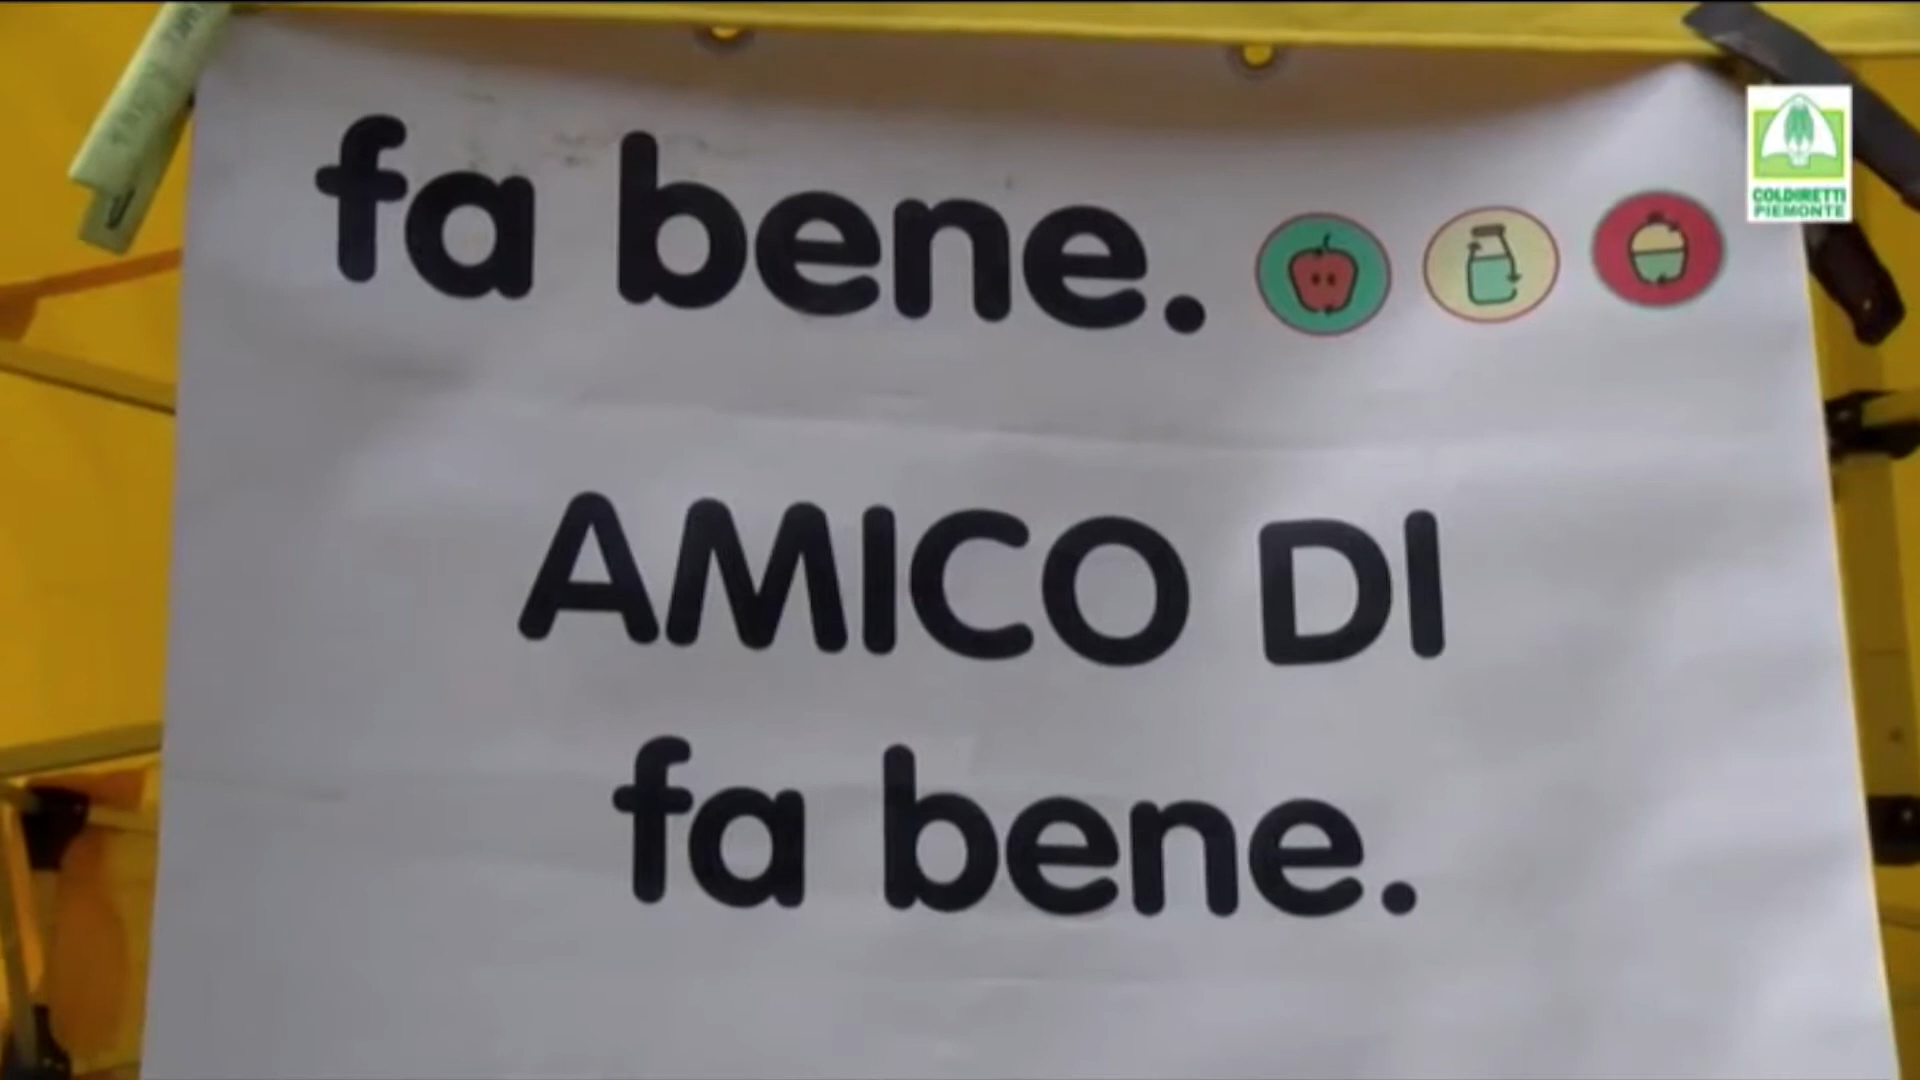 fa bene.
COLDIRETTI
PIEMONTE
AMICO DI
fa bene.